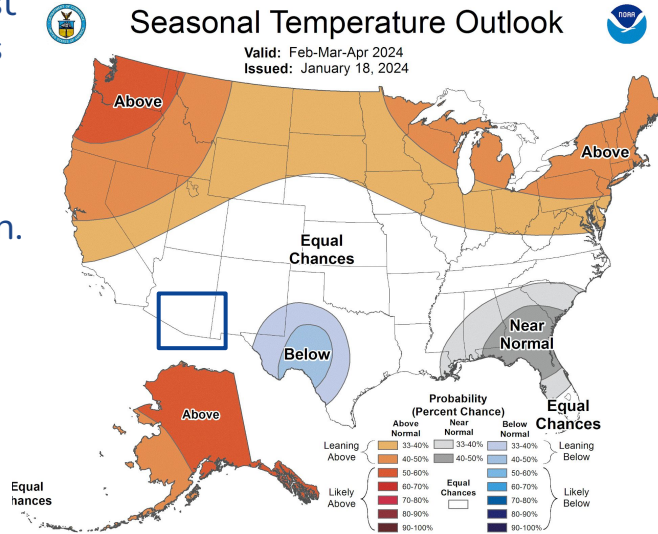 st
s
n.
NOAA
Seasonal Temperature Outlook
Valid: Feb-Mar-Apr 2024
Issued: January 18, 2024
Above
Above
Equal
Chances
Below
Near
Normal
Equal
Chances
Above
Equal
hances
Probability
(Percent Chance)
Above
Normal
Near
Normal
Below
Normal
Leaning
Above
33-40%
40-50%
33-40%
40-50%
33-40%
40-50%
Leaning
Below
Likely
Above
50-60%
60-70%
70-80%
80-90%
90-100%
Equal
Chances
50-60%
60-70%
70-80%
80-90%
90-100%
Likely
Below